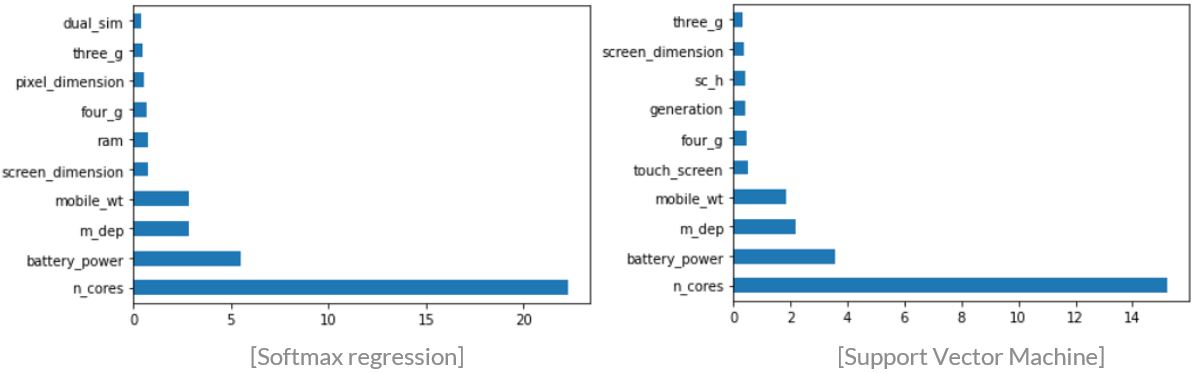 dual_sim
three_g
pixel_dimension
four_g
ram
screen_dimension
mobile_wt
m_dep
battery_power
n_cores
0 5 10 15 20
[Softmax regression]
three_g
screen_dimension
sc_h
generation
four_g
touch_screen
mobile_wt
m_dep
battery_power
n_cores
0 2 4 6 8 10 12 14
[Support Vector Machine]